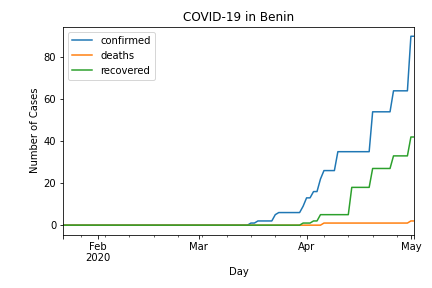 COVID-19 in Benin
confirmed
deaths
recovered
Number of Cases
80
60
40
20
0
Feb
2020
Mar
Apr
May
Day